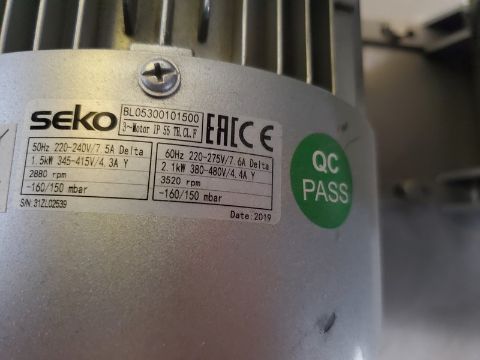 seko
BL05300101500
3~Motor IP 55 TH.CL.F
EAC CE
50Hz 220-240V/7.5A Delta
1.5kW 345-415V/4.3A Y
2880 rpm
-160/150 mbar
60Hz 220-275V/7.6A Delta
2.1kW 380-480V/4.4A Y
3520 rpm
-160/150 mbar
S/N: 31ZL02539
Date: 2019
QC
PASS